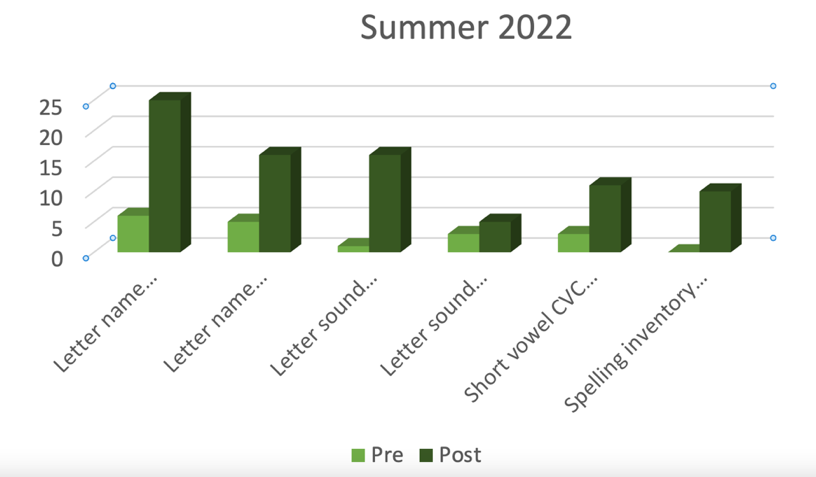 Summer 2022
25
20
15
10
5
0
Letter name...
Letter name...
Letter sound...
Letter sound...
Short vowel CVC...
Spelling inventory...
Pre Post